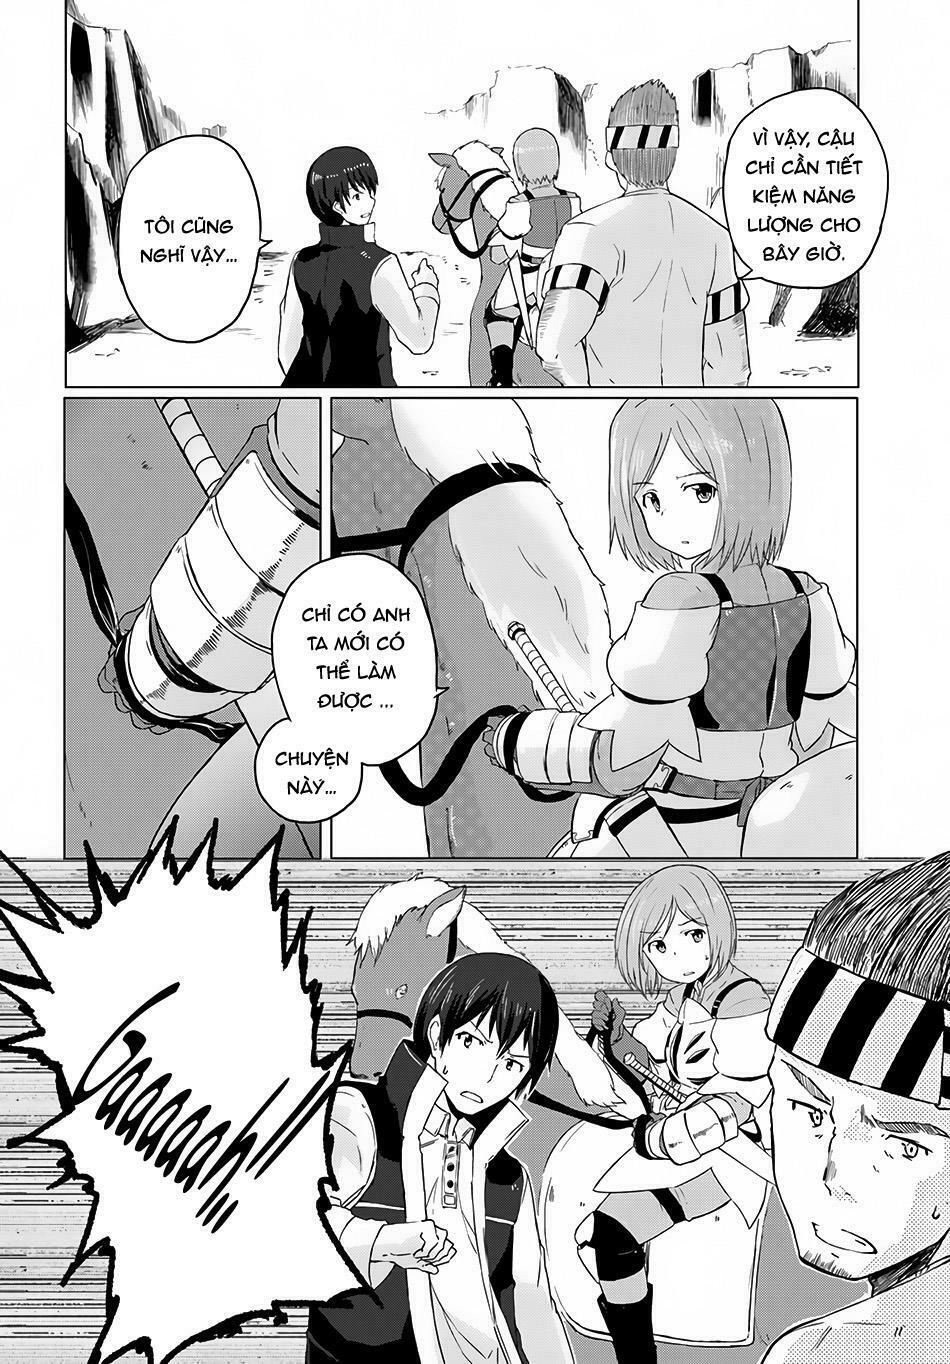 VÌ VẬY, CẬU
CHỈ CẦN TIẾT
KIỆM NĂNG
LƯỢNG CHO
BÂY GIỜ.
TÔI CŨNG
NGHĨ VẬY...
CHỈ CÓ ANH
TA MỚI CÓ
THỂ LÀM
ĐƯỢC ...
CHUYỆN
NÀY...
Gaaaaaah!!